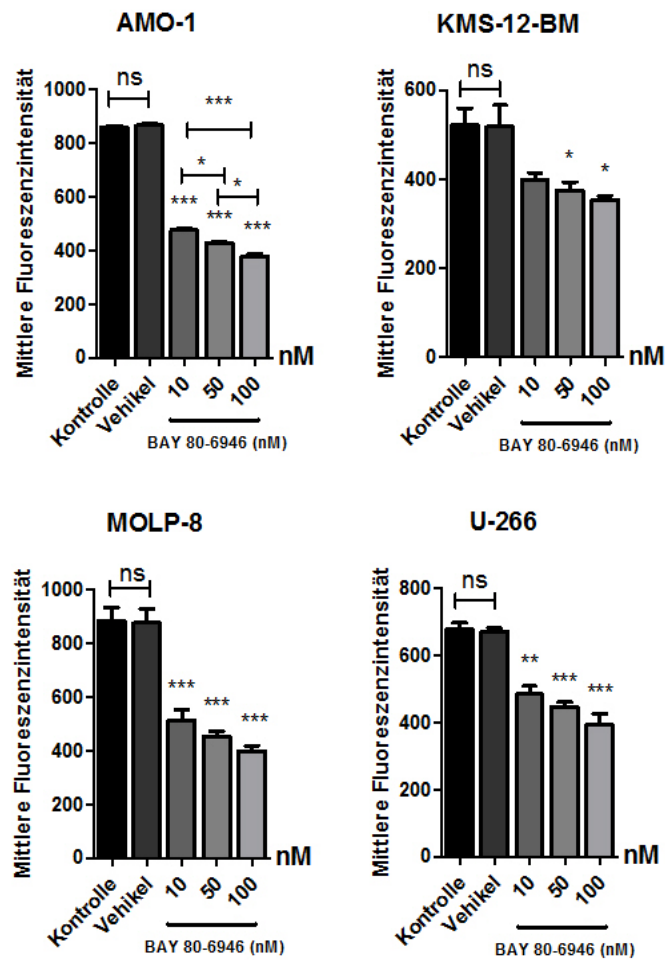 AMO-1
Mittlere Fluoreszenzintensität
1000
800
600
400
200
0
ns
***
*
*
***
***
***
nM
Kontrolle
Vehikel
10
50
100
BAY 80-6946 (nM)
KMS-12-BM
Mittlere Fluoreszenzintensität
600
400
200
0
ns
*
*
nM
Kontrolle
Vehikel
10
50
100
BAY 80-6946 (nM)
MOLP-8
Mittlere Fluoreszenzintensität
1000
800
600
400
200
0
ns
***
***
***
nM
Kontrolle
Vehikel
10
50
100
BAY 80-6946 (nM)
U-266
Mittlere Fluoreszenzintensität
800
600
400
200
0
ns
**
***
***
nM
Kontrolle
Vehikel
10
50
100
BAY 80-6946 (nM)